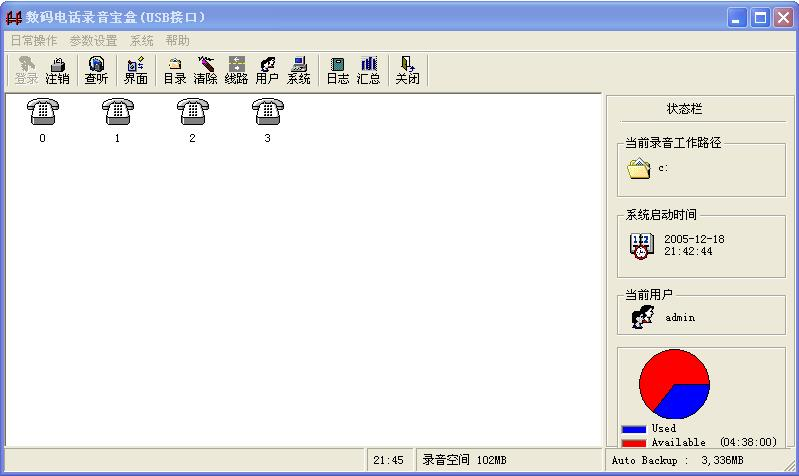 数码电话录音宝盒(USB接口)
日常操作 参数设置 系统 帮助
登录 注销 查听 界面 目录 清除 线路 用户 系统 日志 汇总 关闭
0 1 2 3
状态栏
当前录音工作路径
c:
系统启动时间
2005-12-18
21:42:44
当前用户
admin
Used
Available (04:38:00)
21:45 录音空间 102MB Auto Backup : 3,336MB